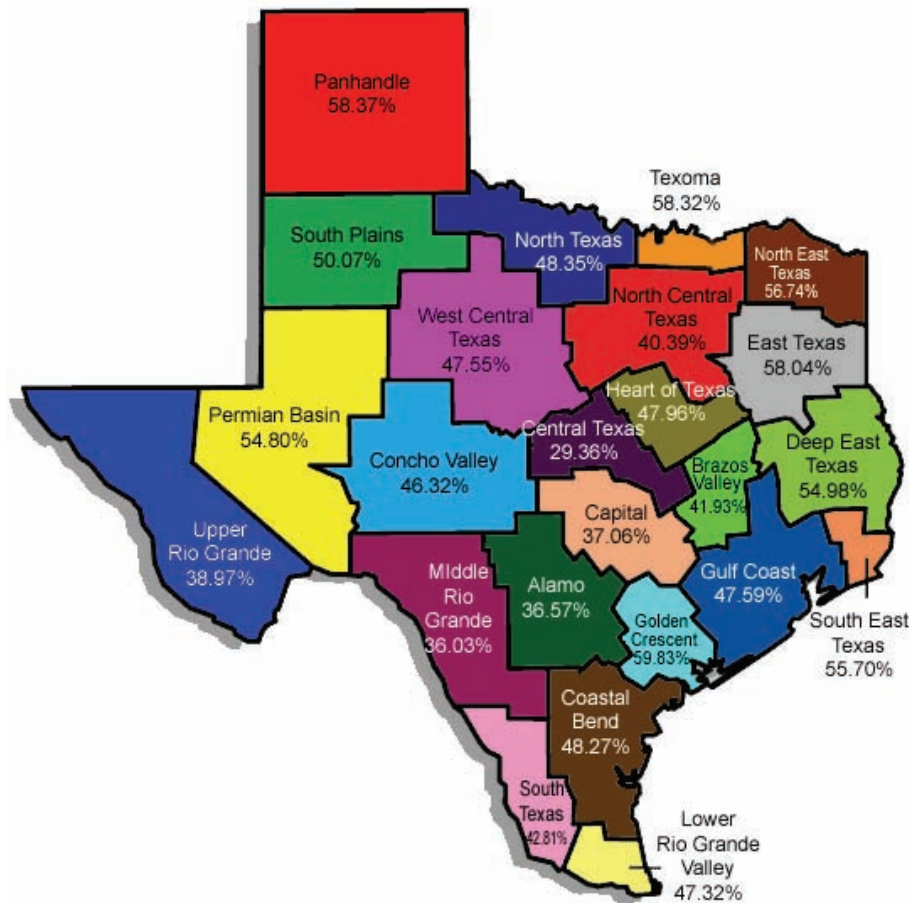 Panhandle
58.37%
Texoma
58.32%
South Plains
50.07%
North Texas
48.35%
North East
Texas
56.74%
West Central
Texas
47.55%
North Central
Texas
40.39%
East Texas
58.04%
Permian Basin
54.80%
Heart of Texas
47.96%
Central Texas
29.36%
Concho Valley
46.32%
Brazos
Valley
41.93%
Deep East
Texas
54.98%
Upper
Rio Grande
38.97%
Capital
37.06%
MIddle
Rio
Grande
36.03%
Alamo
36.57%
Gulf Coast
47.59%
Golden
Crescent
59.83%
South East
Texas
55.70%
Coastal
Bend
48.27%
South
Texas
42.81%
Lower
Rio Grande
Valley
47.32%